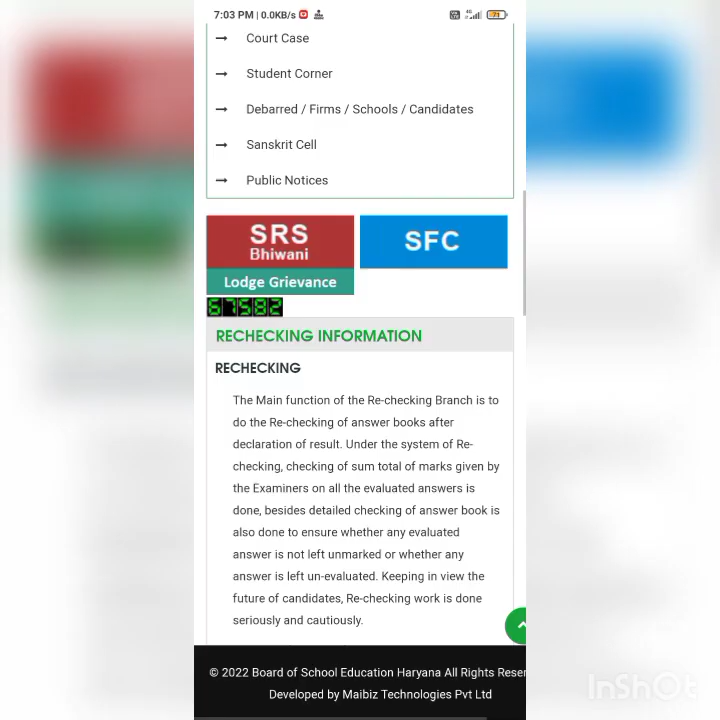 7:03 PM | 0.0KB/s
4G
71
→ Court Case
→ Student Corner
→ Debarred / Firms / Schools / Candidates
→ Sanskrit Cell
→ Public Notices
SRS
Bhiwani
Lodge Grievance
SFC
67582
RECHECKING INFORMATION
RECHECKING
The Main function of the Re-checking Branch is to
do the Re-checking of answer books after
declaration of result. Under the system of Re-
checking, checking of sum total of marks given by
the Examiners on all the evaluated answers is
done, besides detailed checking of answer book is
also done to ensure whether any evaluated
answer is not left unmarked or whether any
answer is left un-evaluated. Keeping in view the
future of candidates, Re-checking work is done
seriously and cautiously.
© 2022 Board of School Education Haryana All Rights Reser
Developed by Maibiz Technologies Pvt Ltd
InShOt